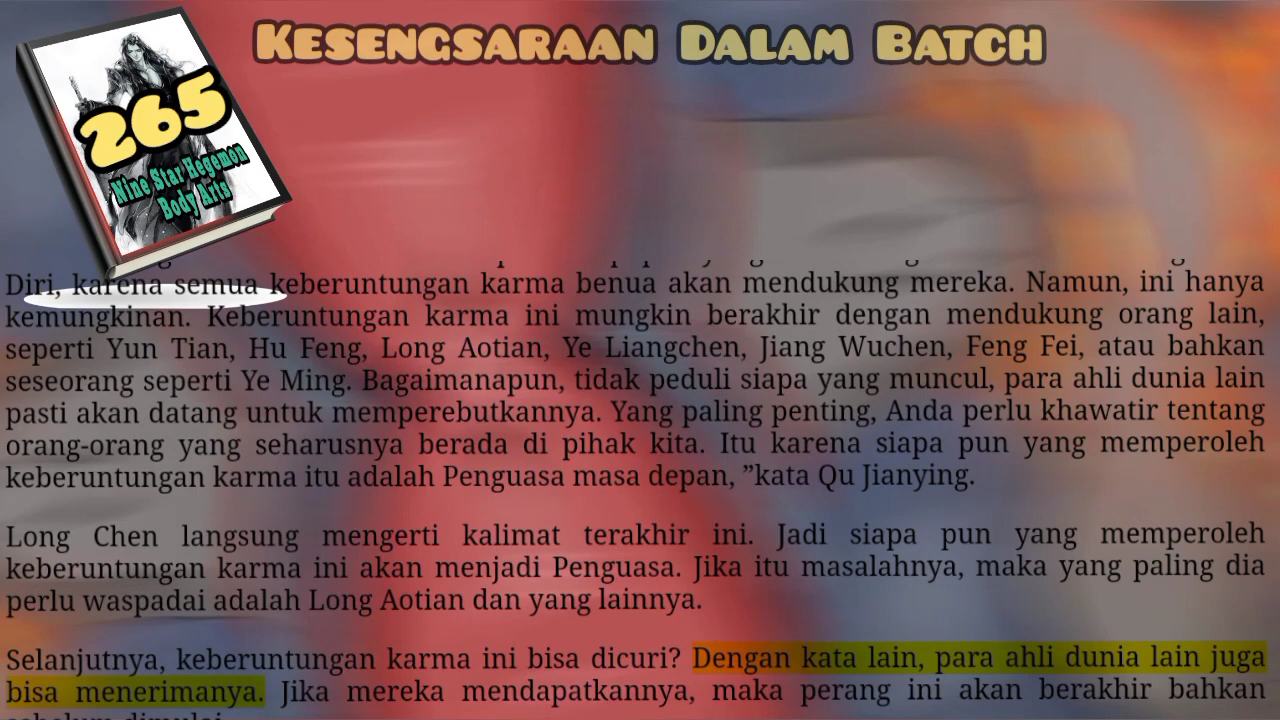 Kesengsaraan Dalam Batch
265
Nine Star Hegemon
Body Arts
Diri, karena semua keberuntungan karma benua akan mendukung mereka. Namun, ini hanya
kemungkinan. Keberuntungan karma ini mungkin berakhir dengan mendukung orang lain,
seperti Yun Tian, Hu Feng, Long Aotian, Ye Liangchen, Jiang Wuchen, Feng Fei, atau bahkan
seseorang seperti Ye Ming. Bagaimanapun, tidak peduli siapa yang muncul, para ahli dunia lain
pasti akan datang untuk memperebutkannya. Yang paling penting, Anda perlu khawatir tentang
orang-orang yang seharusnya berada di pihak kita. Itu karena siapa pun yang memperoleh
keberuntungan karma itu adalah Penguasa masa depan, ”kata Qu Jianying.
Long Chen langsung mengerti kalimat terakhir ini. Jadi siapa pun yang memperoleh
keberuntungan karma ini akan menjadi Penguasa. Jika itu masalahnya, maka yang paling dia
perlu waspadai adalah Long Aotian dan yang lainnya.
Selanjutnya, keberuntungan karma ini bisa dicuri? Dengan kata lain, para ahli dunia lain juga
bisa menerimanya. Jika mereka mendapatkannya, maka perang ini akan berakhir bahkan